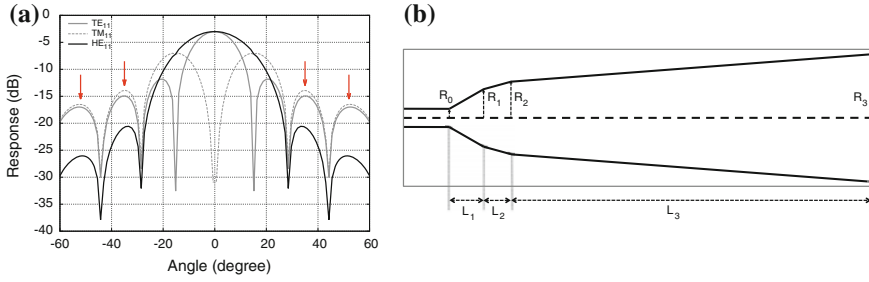 (a)
0
-5
-10
-15
-20
-25
-30
-35
-40
Response (dB)
TE11
TM11
HE11
-60
-40
-20
0
20
40
60
Angle (degree)
(b)
R0
R1
R2
R3
L1
L2
L3